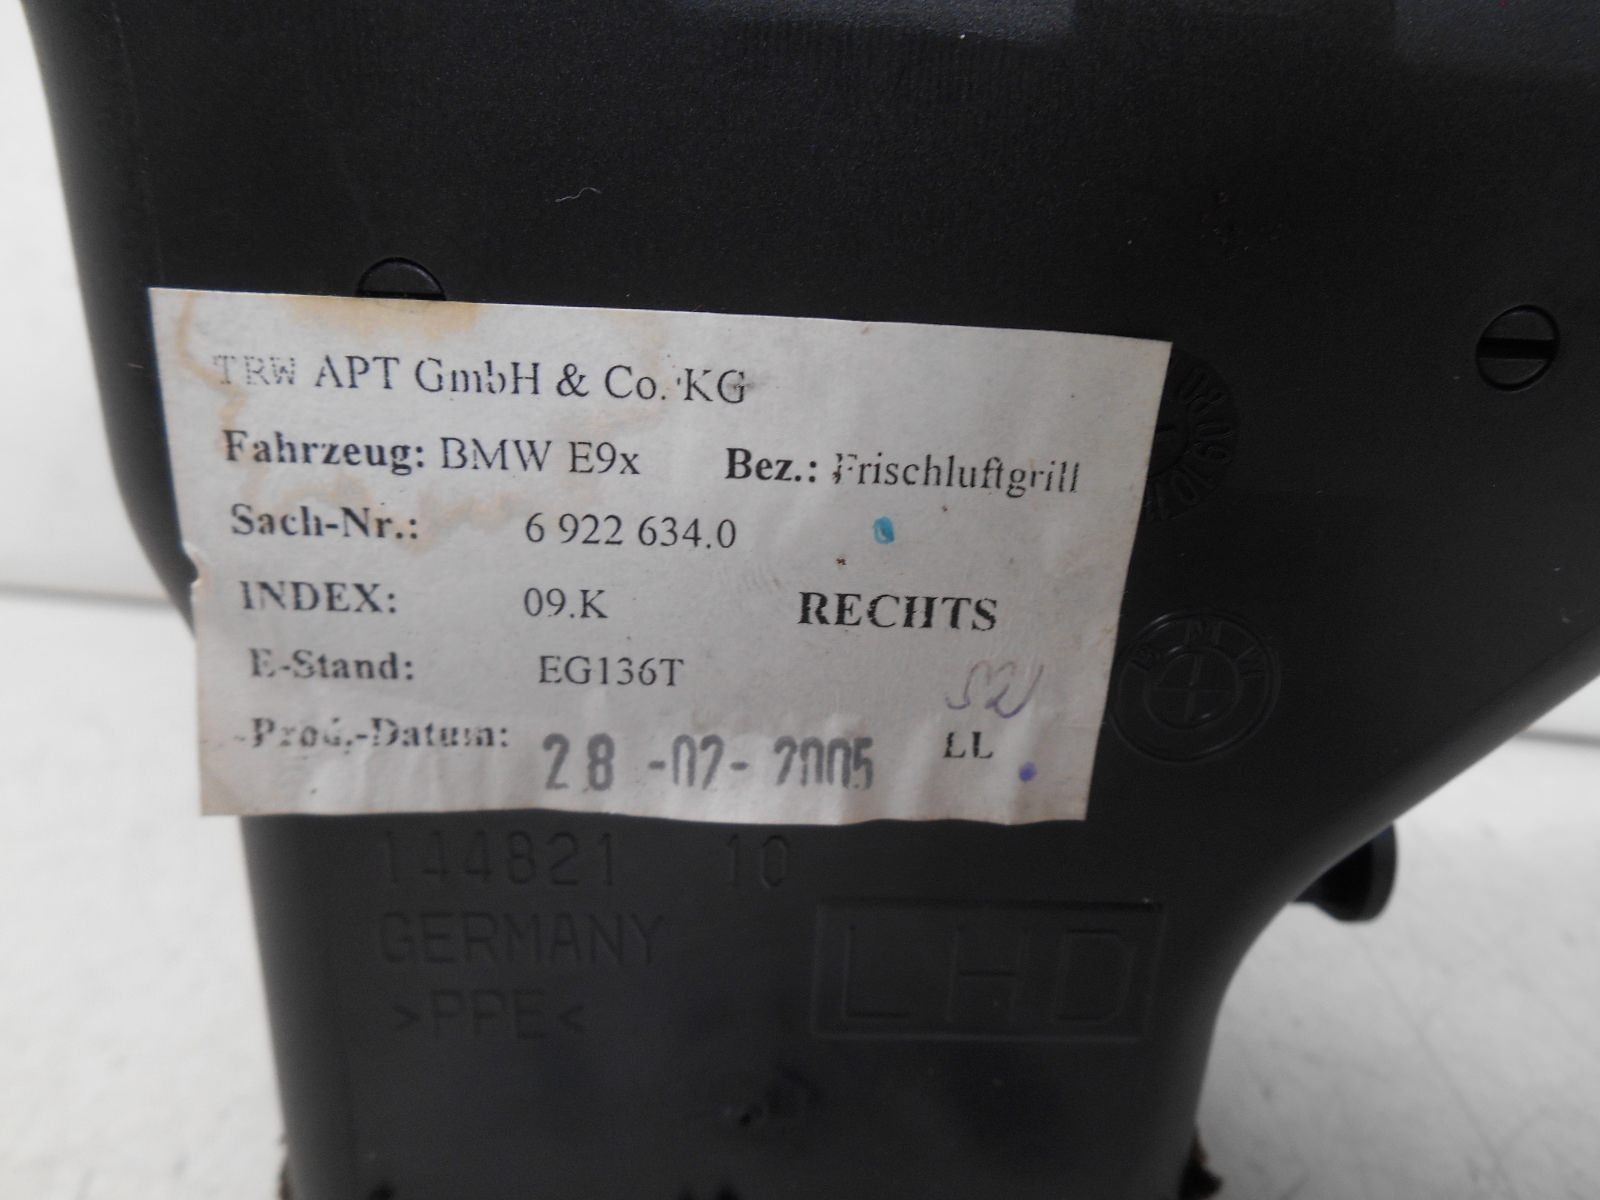 TRW APT GmbH & Co. KG
Fahrzeug: BMW E9x Bez.: Frischluftgrill
Sach-Nr.: 6 922 634.0
INDEX: 09.K RECHTS
E-Stand: EG136T
Prod.-Datum: 28-02-2005 LL
BMW
144821 10
GERMANY
LHD
>PPE<